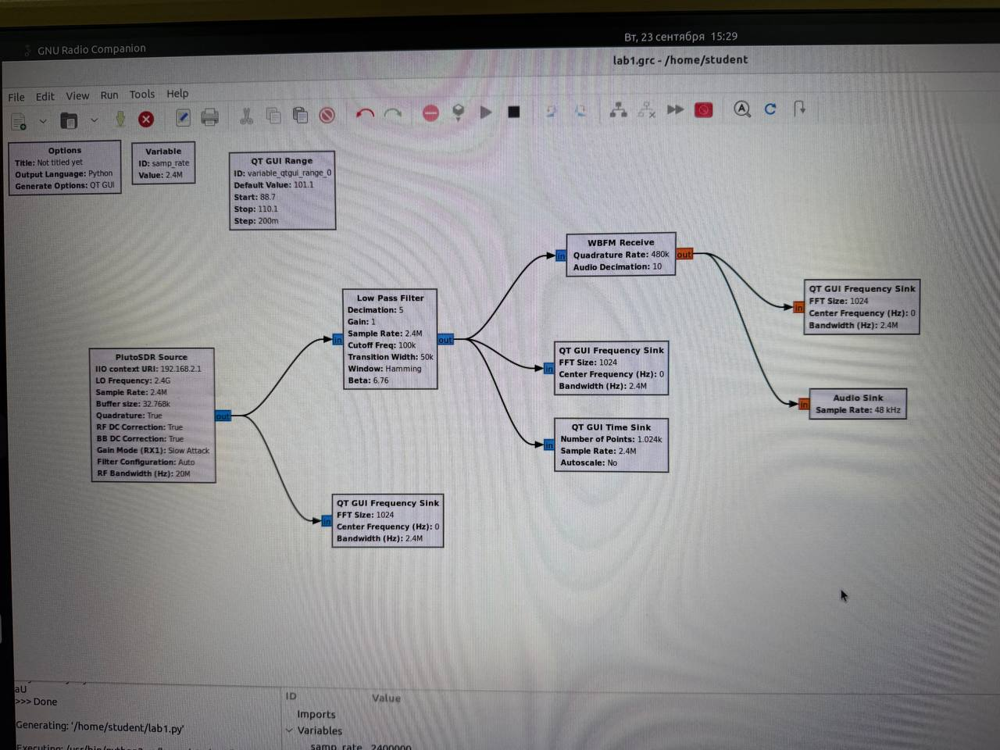 Вт, 23 сентября 15:29
GNU Radio Companion
lab1.grc - /home/student
File Edit View Run Tools Help
Options
Title: Not titled yet
Output Language: Python
Generate Options: QT GUI
Variable
ID: samp_rate
Value: 2.4M
QT GUI Range
ID: variable_qtgui_range_0
Default Value: 101.1
Start: 88.7
Stop: 110.1
Step: 200m
WBFM Receive
Quadrature Rate: 480k
Audio Decimation: 10
in
out
QT GUI Frequency Sink
FFT Size: 1024
Center Frequency (Hz): 0
Bandwidth (Hz): 2.4M
in
Low Pass Filter
Decimation: 5
Gain: 1
Sample Rate: 2.4M
Cutoff Freq: 100k
Transition Width: 50k
Window: Hamming
Beta: 6.76
in
out
QT GUI Frequency Sink
FFT Size: 1024
Center Frequency (Hz): 0
Bandwidth (Hz): 2.4M
in
PlutoSDR Source
IIO context URI: 192.168.2.1
LO Frequency: 2.4G
Sample Rate: 2.4M
Buffer size: 32.768k
Quadrature: True
RF DC Correction: True
BB DC Correction: True
Gain Mode (RX1): Slow Attack
Filter Configuration: Auto
RF Bandwidth (Hz): 20M
out
Audio Sink
Sample Rate: 48 kHz
in
QT GUI Time Sink
Number of Points: 1.024k
Sample Rate: 2.4M
Autoscale: No
in
QT GUI Frequency Sink
FFT Size: 1024
Center Frequency (Hz): 0
Bandwidth (Hz): 2.4M
in
aU
>>> Done
Generating: '/home/student/lab1.py'
ID Value
Imports
Variables
samp_rate 2400000